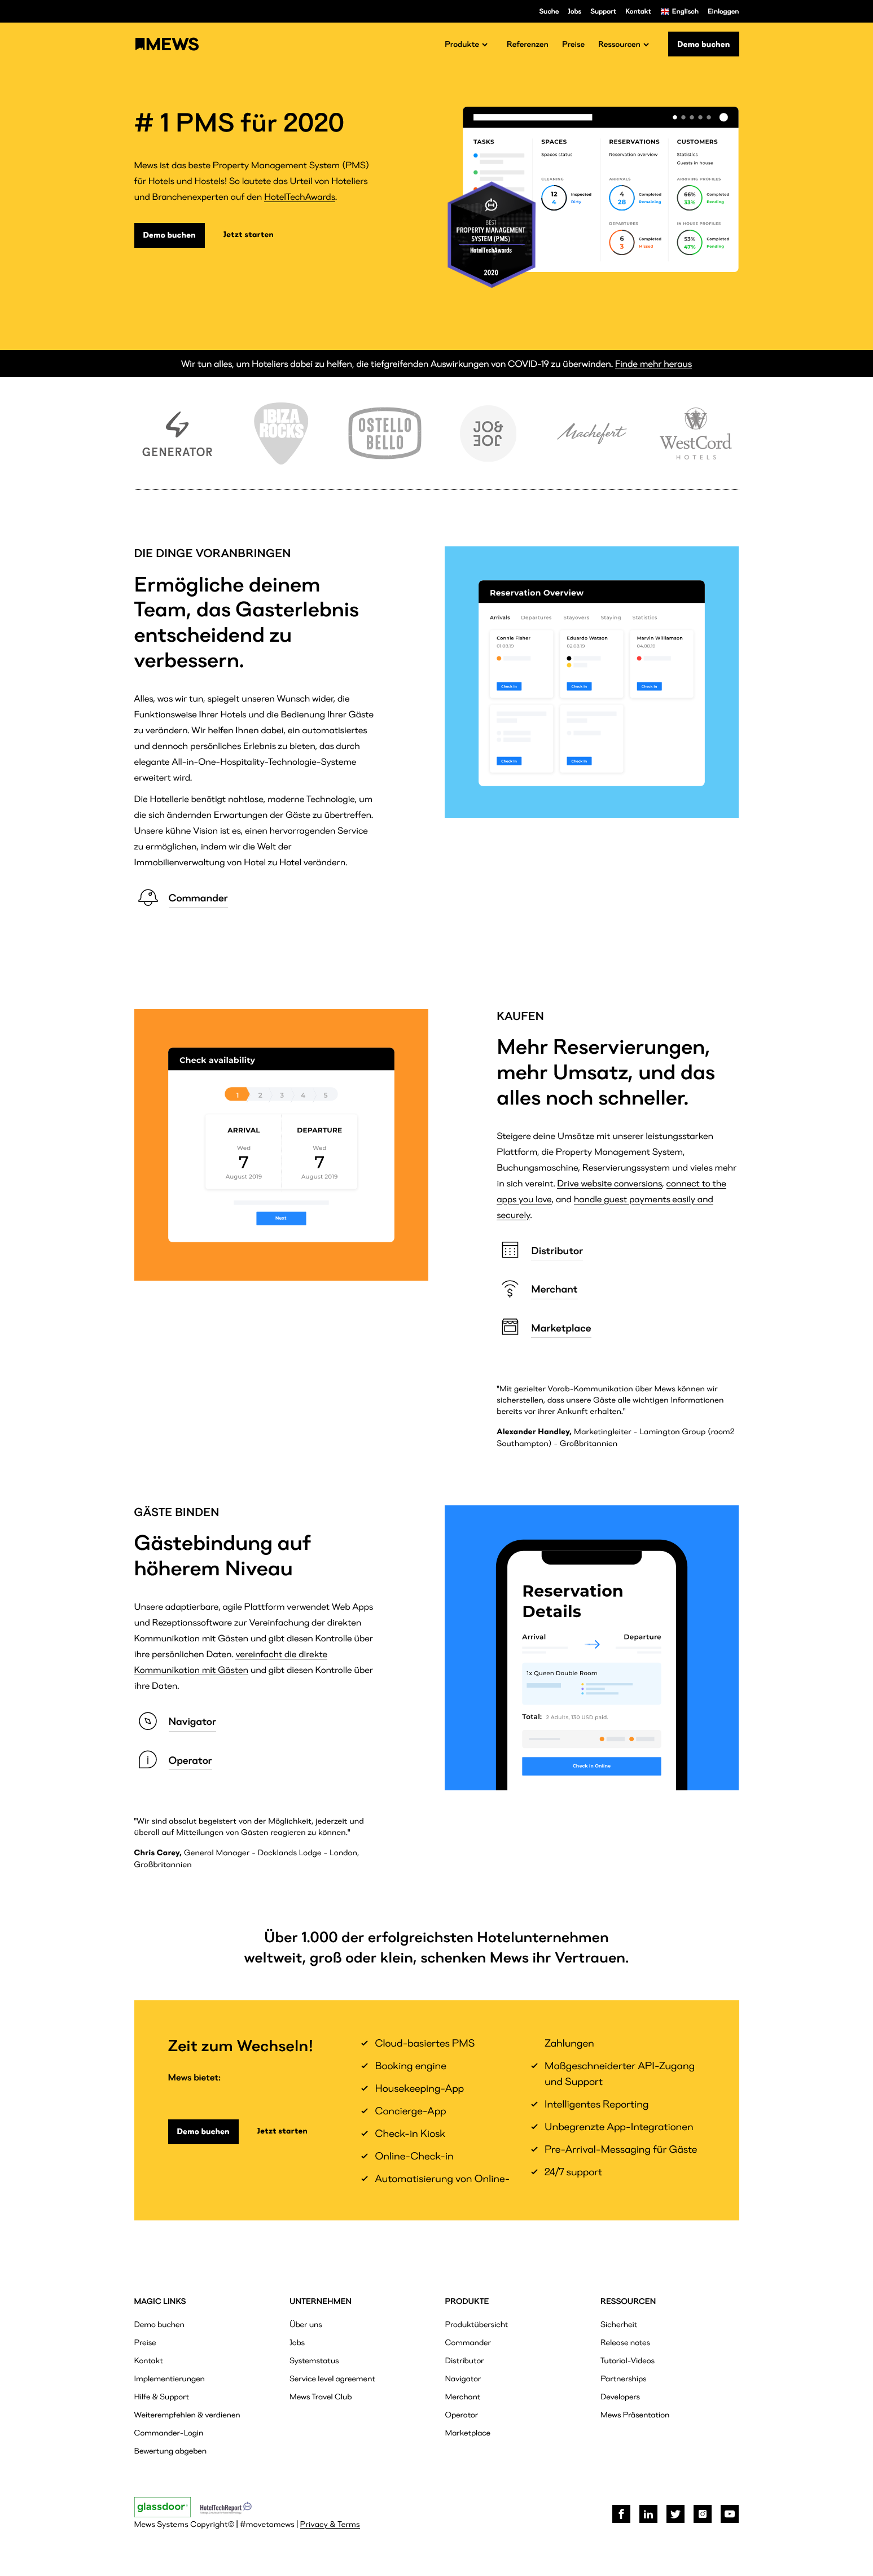 Suche Jobs Support Kontakt Englisch Einloggen
MEWS
Produkte Referenzen Preise Ressourcen Demo buchen
# 1 PMS für 2020
Mews ist das beste Property Management System (PMS)
für Hotels und Hostels! So lautete das Urteil von Hoteliers
und Branchenexperten auf den HotelTechAwards.
Demo buchen Jetzt starten
TASKS SPACES RESERVATIONS CUSTOMERS
Spaces status Reservation overview Statistics
Guests in house
CLEANING ARRIVALS ARRIVING PROFILES
12 Inspected 4 Completed 66% Completed
4 Dirty 28 Remaining 33% Pending
DEPARTURES IN HOUSE PROFILES
6 Completed 53% Completed
3 Missed 47% Pending
BEST
PROPERTY MANAGEMENT
SYSTEM (PMS)
HotelTechAwards
2020
Wir tun alles, um Hoteliers dabei zu helfen, die tiefgreifenden Auswirkungen von COVID-19 zu überwinden. Finde mehr heraus
GENERATOR
IBIZA
ROCKS
OSTELLO
BELLO
JO&
JOE
Machefert
WestCord
HOTELS
DIE DINGE VORANBRINGEN
Ermögliche deinem
Team, das Gasterlebnis
entscheidend zu
verbessern.
Alles, was wir tun, spiegelt unseren Wunsch wider, die
Funktionsweise Ihrer Hotels und die Bedienung Ihrer Gäste
zu verändern. Wir helfen Ihnen dabei, ein automatisiertes
und dennoch persönliches Erlebnis zu bieten, das durch
elegante All-in-One-Hospitality-Technologie-Systeme
erweitert wird.
Die Hotellerie benötigt nahtlose, moderne Technologie, um
die sich ändernden Erwartungen der Gäste zu übertreffen.
Unsere kühne Vision ist es, einen hervorragenden Service
zu ermöglichen, indem wir die Welt der
Immobilienverwaltung von Hotel zu Hotel verändern.
Commander
Reservation Overview
Arrivals Departures Stayovers Staying Statistics
Connie Fisher Eduardo Watson Marvin Williamson
01.08.19 02.08.19 04.08.19
Check in Check in Check in
Check in Check in
Check availability
1 2 3 4 5
ARRIVAL DEPARTURE
Wed Wed
7 7
August 2019 August 2019
Next
KAUFEN
Mehr Reservierungen,
mehr Umsatz, und das
alles noch schneller.
Steigere deine Umsätze mit unserer leistungsstarken
Plattform, die Property Management System,
Buchungsmaschine, Reservierungssystem und vieles mehr
in sich vereint. Drive website conversions, connect to the
apps you love, and handle guest payments easily and
securely.
Distributor
Merchant
Marketplace
"Mit gezielter Vorab-Kommunikation über Mews können wir
sicherstellen, dass unsere Gäste alle wichtigen Informationen
bereits vor ihrer Ankunft erhalten."
Alexander Handley, Marketingleiter - Lamington Group (room2
Southampton) - Großbritannien
GÄSTE BINDEN
Gästebindung auf
höherem Niveau
Unsere adaptierbare, agile Plattform verwendet Web Apps
und Rezeptionssoftware zur Vereinfachung der direkten
Kommunikation mit Gästen und gibt diesen Kontrolle über
ihre persönlichen Daten. vereinfacht die direkte
Kommunikation mit Gästen und gibt diesen Kontrolle über
ihre Daten.
Navigator
Operator
"Wir sind absolut begeistert von der Möglichkeit, jederzeit und
überall auf Mitteilungen von Gästen reagieren zu können."
Chris Carey, General Manager - Docklands Lodge - London,
Großbritannien
Reservation
Details
Arrival Departure
1x Queen Double Room
Total: 2 Adults, 130 USD paid.
Check in Online
Über 1.000 der erfolgreichsten Hotelunternehmen
weltweit, groß oder klein, schenken Mews ihr Vertrauen.
Zeit zum Wechseln!
Mews bietet:
Demo buchen Jetzt starten
Cloud-basiertes PMS
Booking engine
Housekeeping-App
Concierge-App
Check-in Kiosk
Online-Check-in
Automatisierung von Online-
Zahlungen
Maßgeschneiderter API-Zugang
und Support
Intelligentes Reporting
Unbegrenzte App-Integrationen
Pre-Arrival-Messaging für Gäste
24/7 support
MAGIC LINKS
Demo buchen
Preise
Kontakt
Implementierungen
Hilfe & Support
Weiterempfehlen & verdienen
Commander-Login
Bewertung abgeben
UNTERNEHMEN
Über uns
Jobs
Systemstatus
Service level agreement
Mews Travel Club
PRODUKTE
Produktübersicht
Commander
Distributor
Navigator
Merchant
Operator
Marketplace
RESSOURCEN
Sicherheit
Release notes
Tutorial-Videos
Partnerships
Developers
Mews Präsentation
glassdoor HotelTechReport
Mews Systems Copyright© | #movetomews | Privacy & Terms